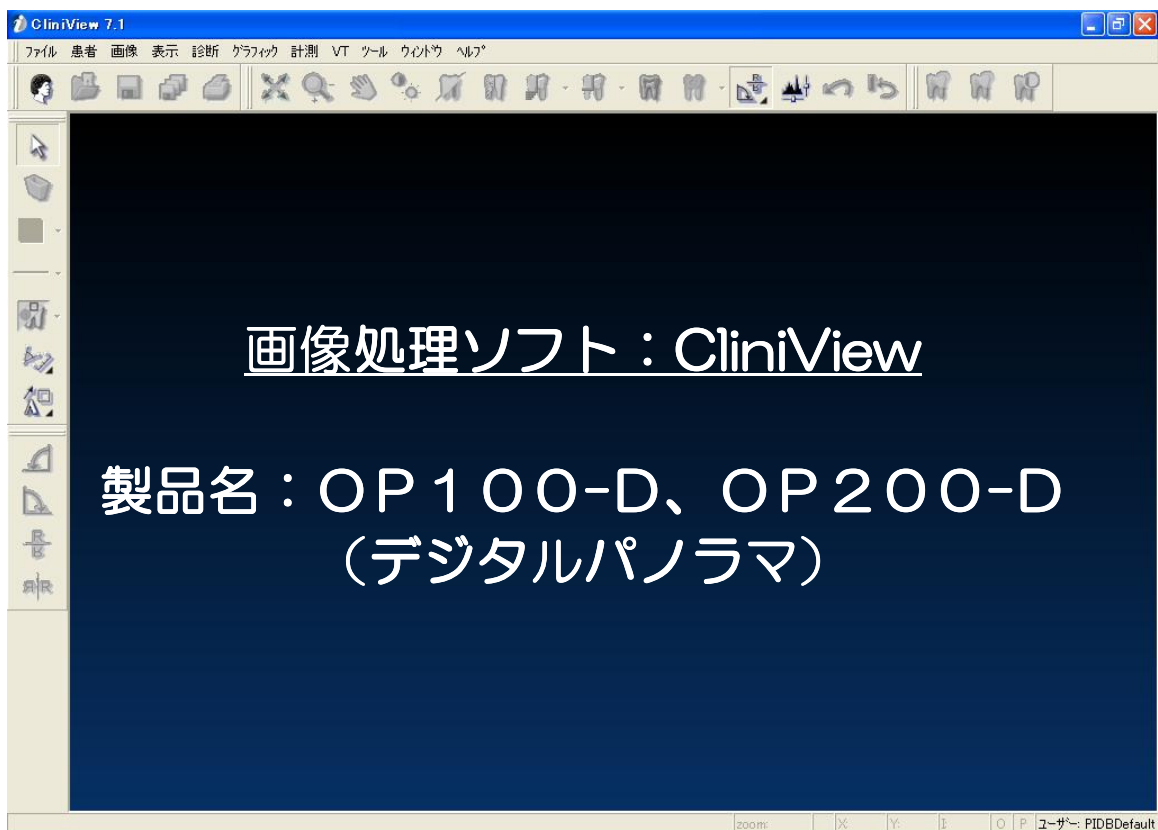 CliniView 7.1
ファイル 患者 画像 表示 診断 グラフィック 計測 VT ツール ウィンドウ ヘルプ
画像処理ソフト：CliniView
製品名：ＯＰ１００-Ｄ、ＯＰ２００-Ｄ
（デジタルパノラマ）
zoom: X: Y: I: O P ユーザー: PIDBDefault